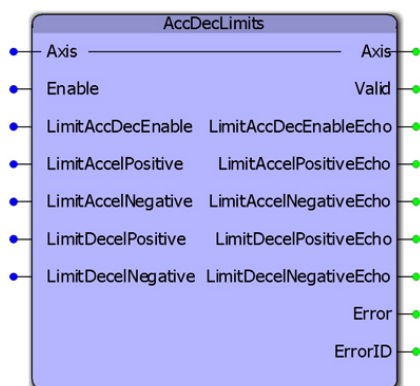 AccDecLimits
Axis Axis
Enable Valid
LimitAccDecEnable LimitAccDecEnableEcho
LimitAccelPositive LimitAccelPositiveEcho
LimitAccelNegative LimitAccelNegativeEcho
LimitDecelPositive LimitDecelPositiveEcho
LimitDecelNegative LimitDecelNegativeEcho
Error
ErrorID